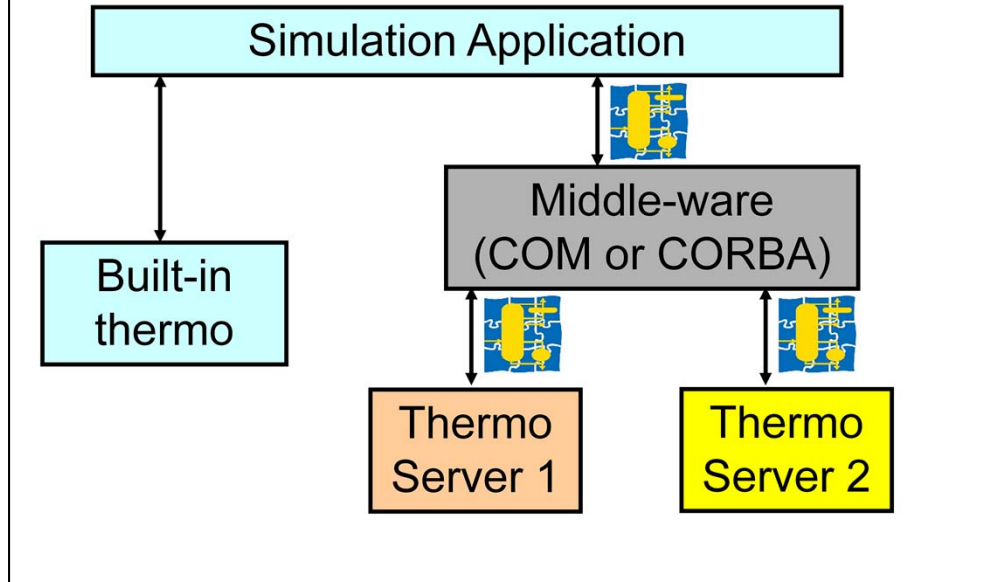 Simulation Application
Middle-ware
(COM or CORBA)
Built-in
thermo
Thermo
Server 1
Thermo
Server 2